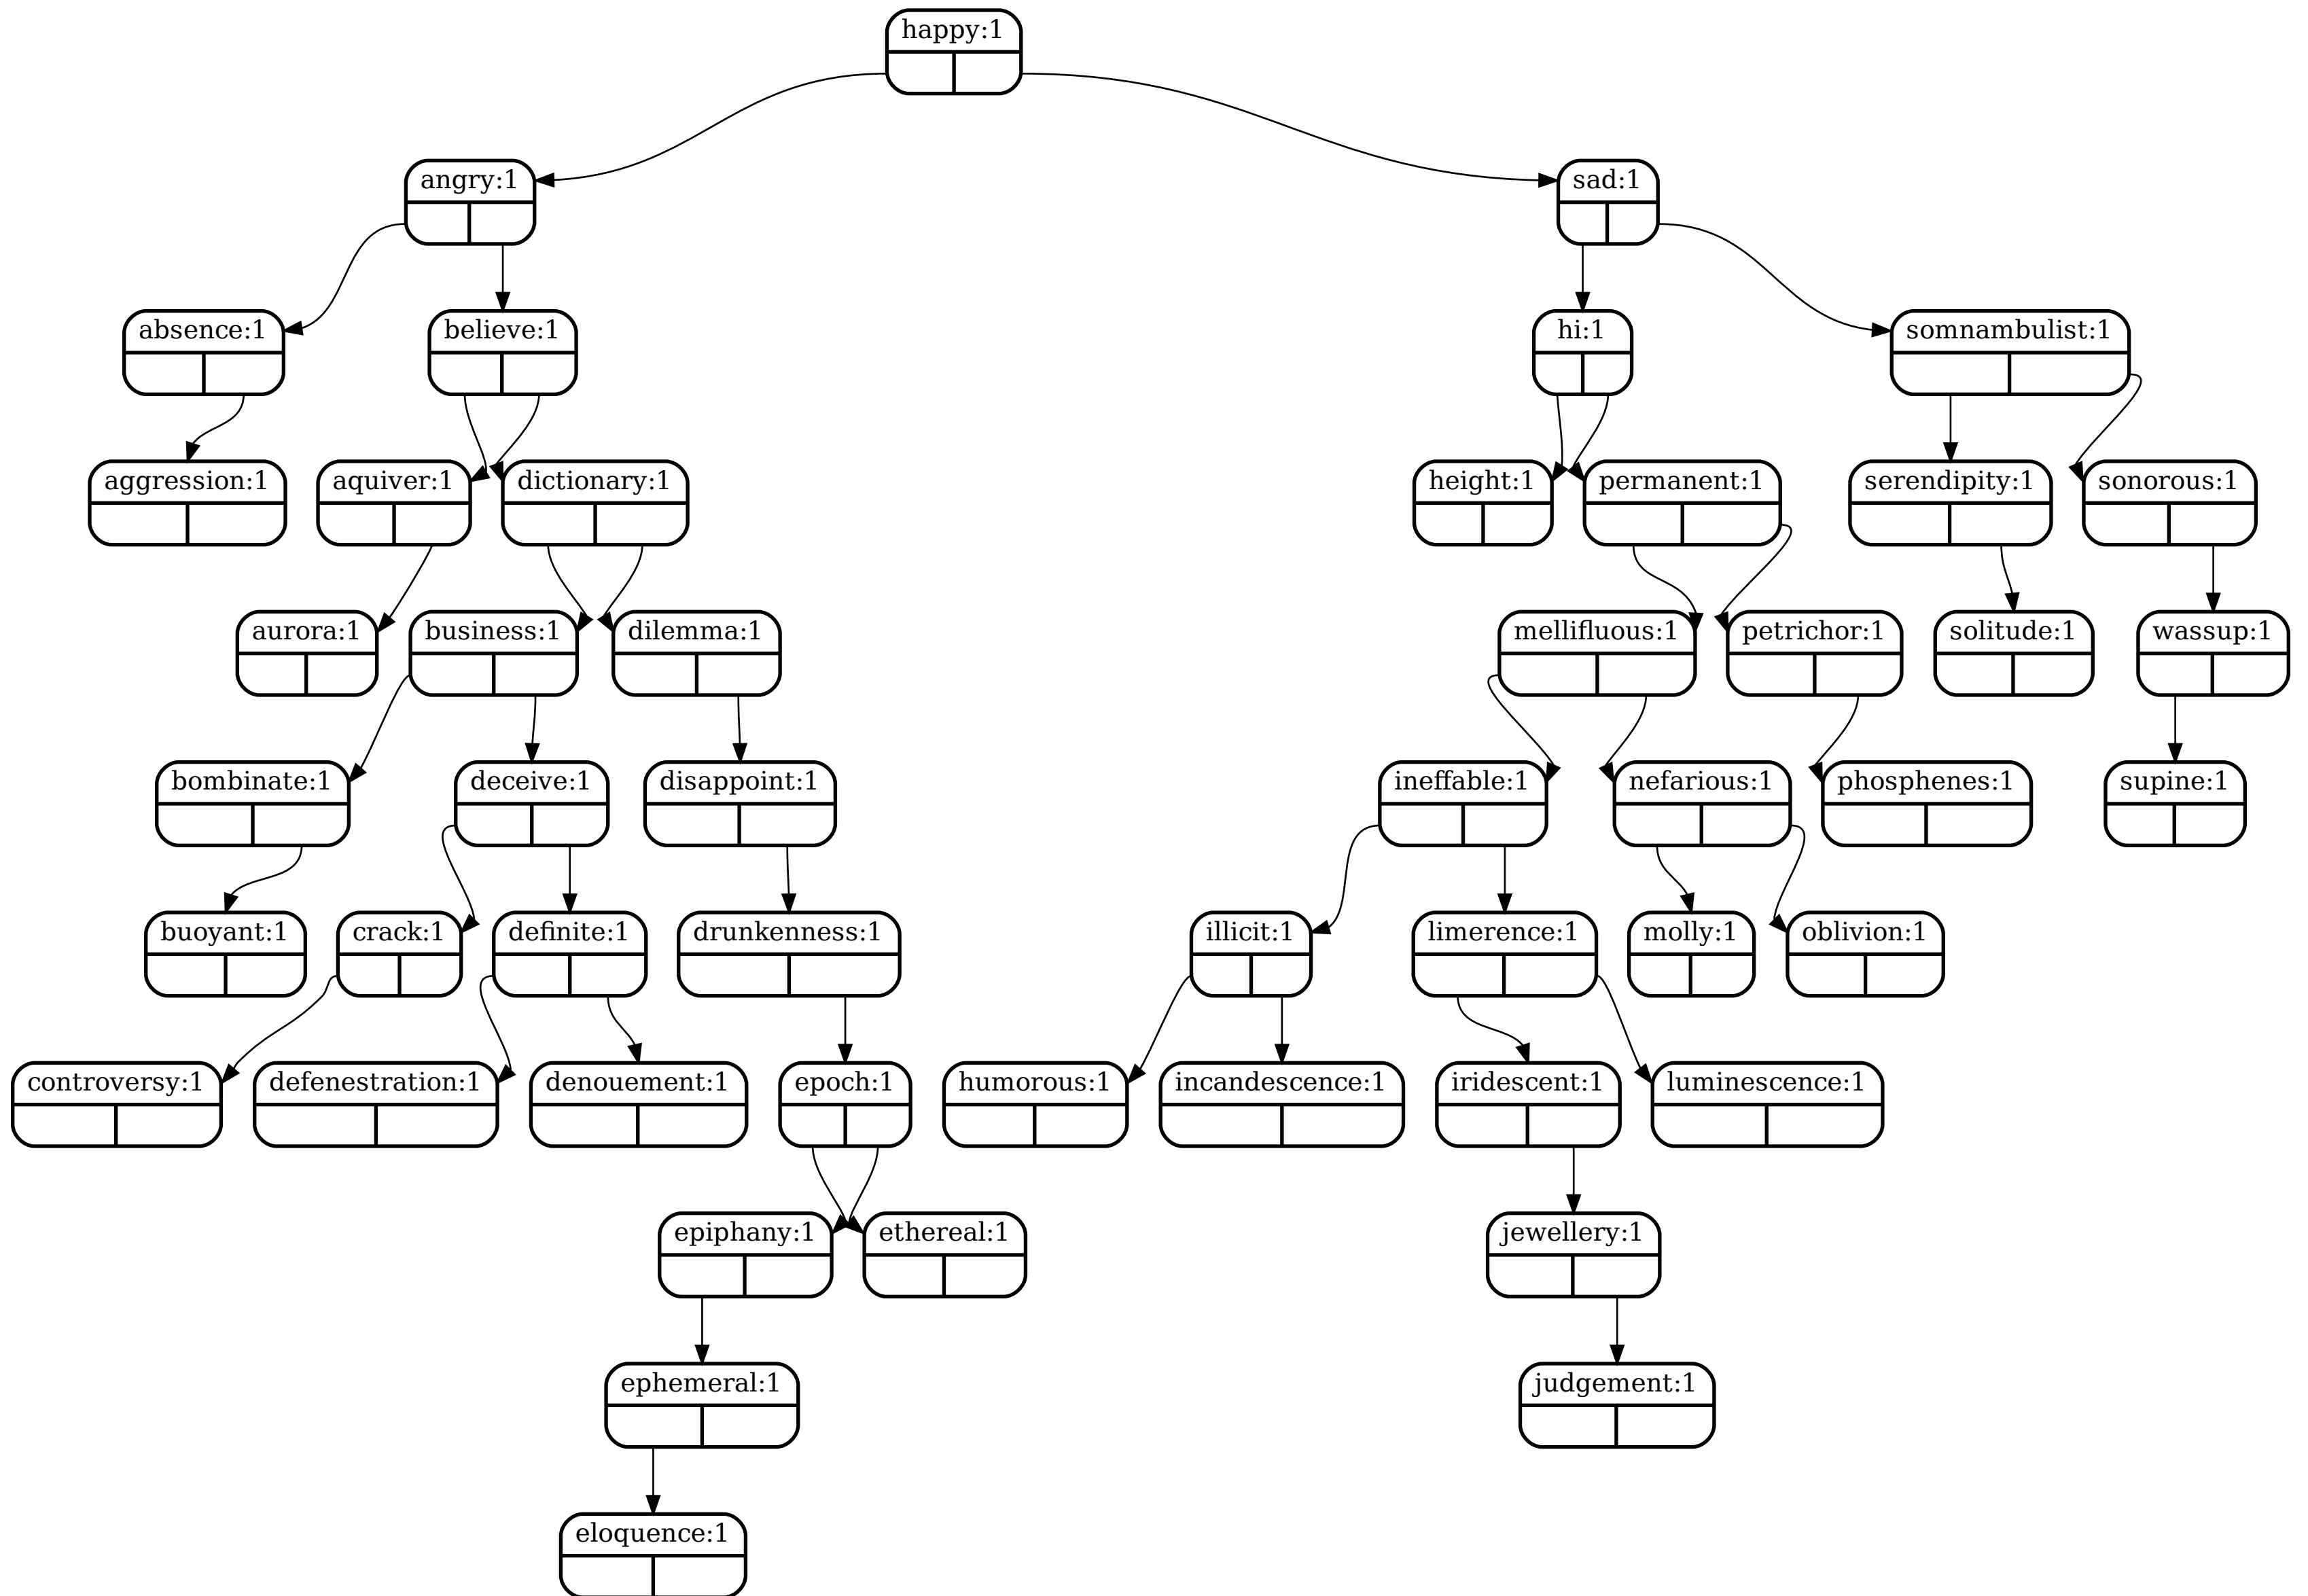 happy:1
angry:1
sad:1
absence:1
believe:1
hi:1
somnambulist:1
aggression:1
aquiver:1
dictionary:1
height:1
permanent:1
serendipity:1
sonorous:1
aurora:1
business:1
dilemma:1
mellifluous:1
petrichor:1
solitude:1
wassup:1
bombinate:1
deceive:1
disappoint:1
ineffable:1
nefarious:1
phosphenes:1
supine:1
buoyant:1
crack:1
definite:1
drunkenness:1
illicit:1
limerence:1
molly:1
oblivion:1
controversy:1
defenestration:1
denouement:1
epoch:1
humorous:1
incandescence:1
iridescent:1
luminescence:1
epiphany:1
ethereal:1
jewellery:1
ephemeral:1
judgement:1
eloquence:1